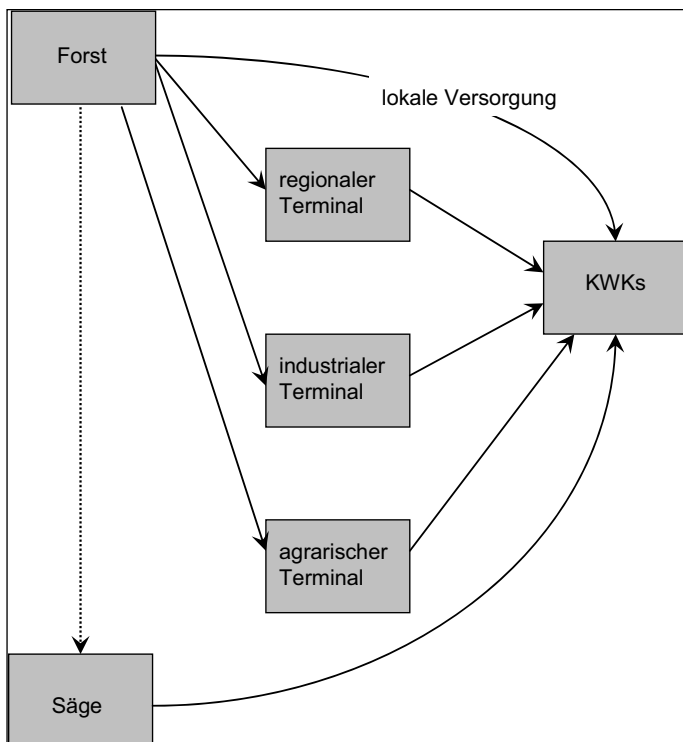 Forst
lokale Versorgung
regionaler
Terminal
KWKs
industrialer
Terminal
agrarischer
Terminal
Säge